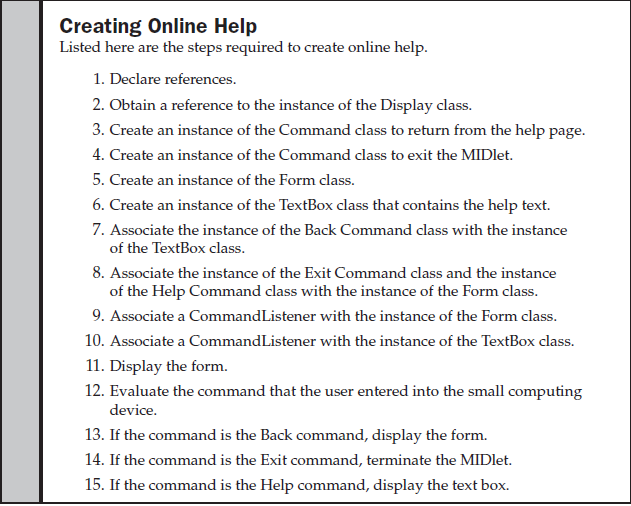 Creating Online Help
Listed here are the steps required to create online help.
1. Declare references.
2. Obtain a reference to the instance of the Display class.
3. Create an instance of the Command class to return from the help page.
4. Create an instance of the Command class to exit the MIDlet.
5. Create an instance of the Form class.
6. Create an instance of the TextBox class that contains the help text.
7. Associate the instance of the Back Command class with the instance
of the TextBox class.
8. Associate the instance of the Exit Command class and the instance
of the Help Command class with the instance of the Form class.
9. Associate a CommandListener with the instance of the Form class.
10. Associate a CommandListener with the instance of the TextBox class.
11. Display the form.
12. Evaluate the command that the user entered into the small computing
device.
13. If the command is the Back command, display the form.
14. If the command is the Exit command, terminate the MIDlet.
15. If the command is the Help command, display the text box.